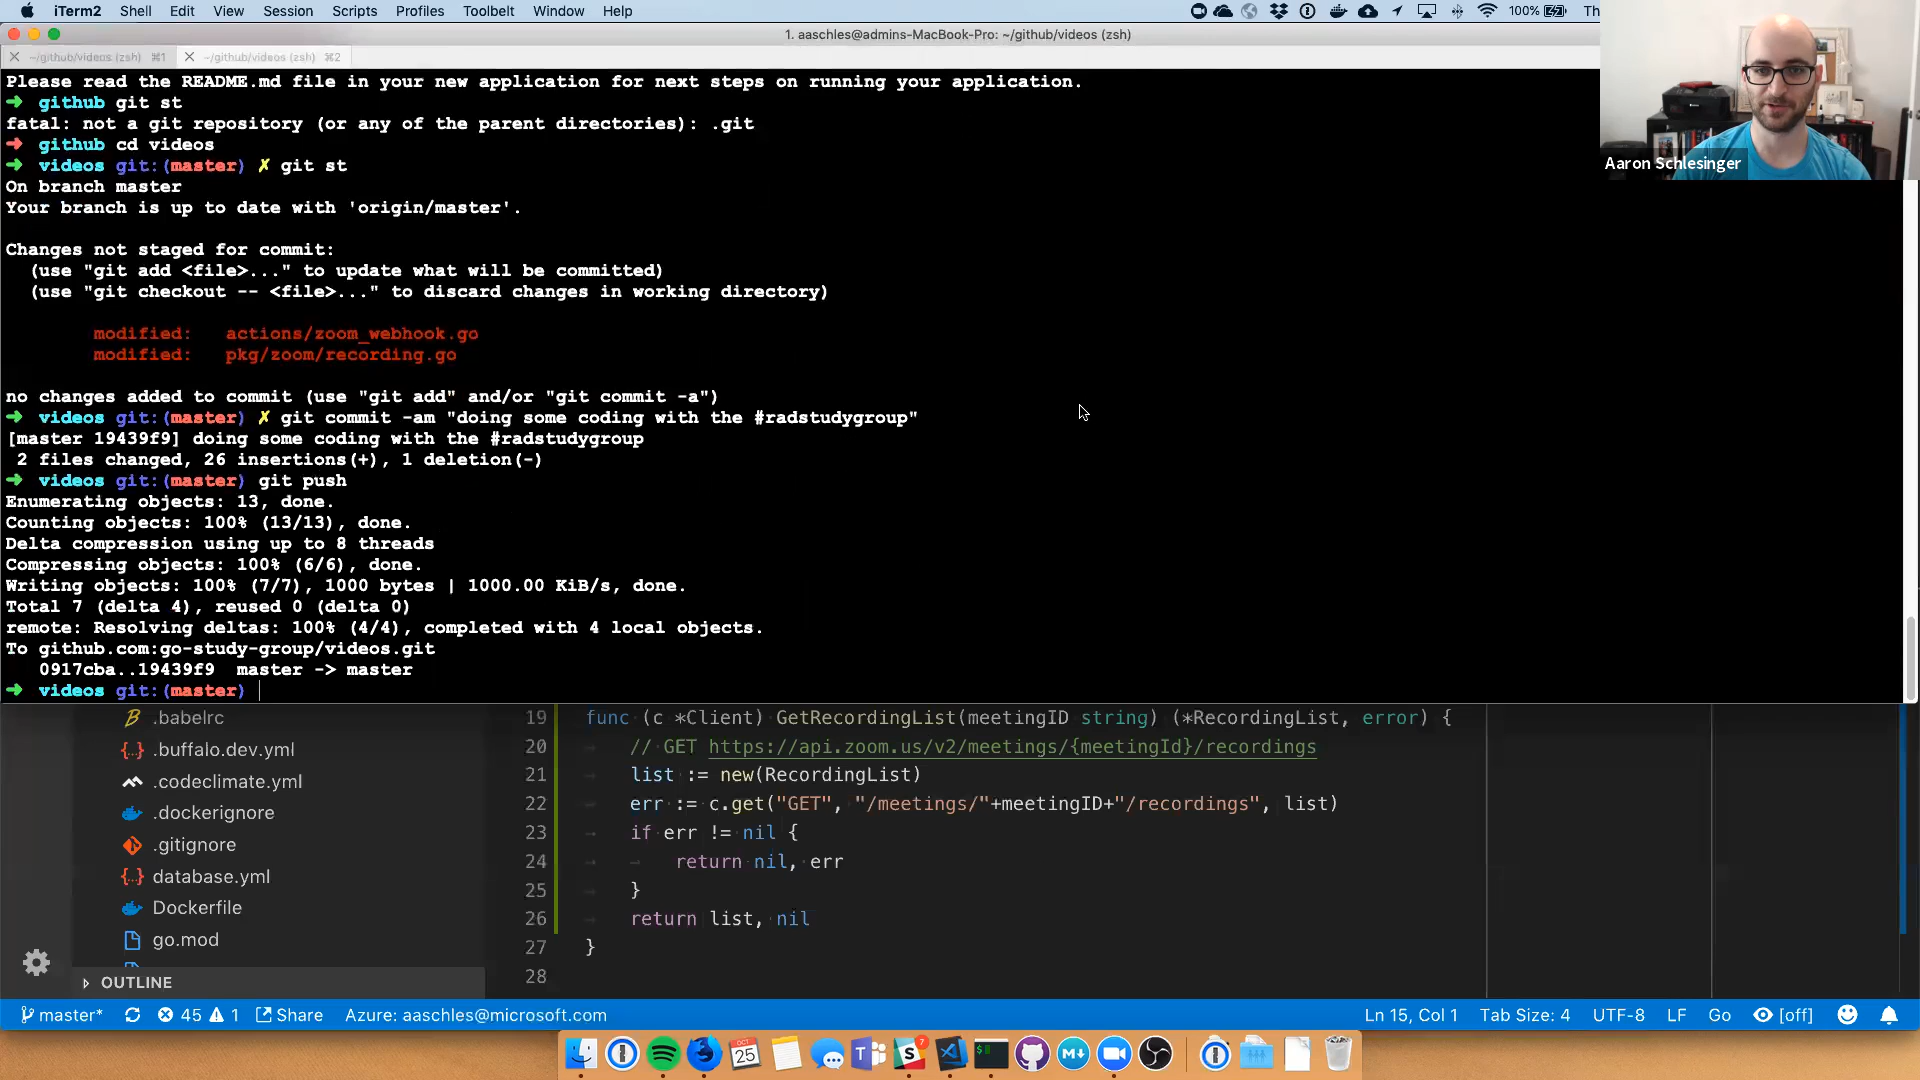 iTerm2 Shell Edit View Session Scripts Profiles Toolbelt Window Help 100% Th
1. aaschles@admins-MacBook-Pro: ~/github/videos (zsh)
~/github/videos (zsh) ⌘1 ~/github/videos (zsh) ⌘2
Please read the README.md file in your new application for next steps on running your application.
➜ github git st
fatal: not a git repository (or any of the parent directories): .git
➜ github cd videos
➜ videos git:(master) ✗ git st
On branch master
Your branch is up to date with 'origin/master'.
Changes not staged for commit:
(use "git add <file>..." to update what will be committed)
(use "git checkout -- <file>..." to discard changes in working directory)
modified: actions/zoom_webhook.go
modified: pkg/zoom/recording.go
no changes added to commit (use "git add" and/or "git commit -a")
➜ videos git:(master) ✗ git commit -am "doing some coding with the #radstudygroup"
[master 19439f9] doing some coding with the #radstudygroup
2 files changed, 26 insertions(+), 1 deletion(-)
➜ videos git:(master) git push
Enumerating objects: 13, done.
Counting objects: 100% (13/13), done.
Delta compression using up to 8 threads
Compressing objects: 100% (6/6), done.
Writing objects: 100% (7/7), 1000 bytes | 1000.00 KiB/s, done.
Total 7 (delta 4), reused 0 (delta 0)
remote: Resolving deltas: 100% (4/4), completed with 4 local objects.
To github.com:go-study-group/videos.git
0917cba..19439f9 master -> master
➜ videos git:(master)
Aaron Schlesinger
.babelrc
.buffalo.dev.yml
.codeclimate.yml
.dockerignore
.gitignore
database.yml
Dockerfile
go.mod
OUTLINE
19 func (c *Client) GetRecordingList(meetingID string) (*RecordingList, error) {
20 // GET https://api.zoom.us/v2/meetings/{meetingId}/recordings
21 list := new(RecordingList)
22 err := c.get("GET", "/meetings/"+meetingID+"/recordings", list)
23 if err != nil {
24 return nil, err
25 }
26 return list, nil
27 }
28
master* 45 1 Share Azure: aaschles@microsoft.com Ln 15, Col 1 Tab Size: 4 UTF-8 LF Go [off]
OCT 25 7